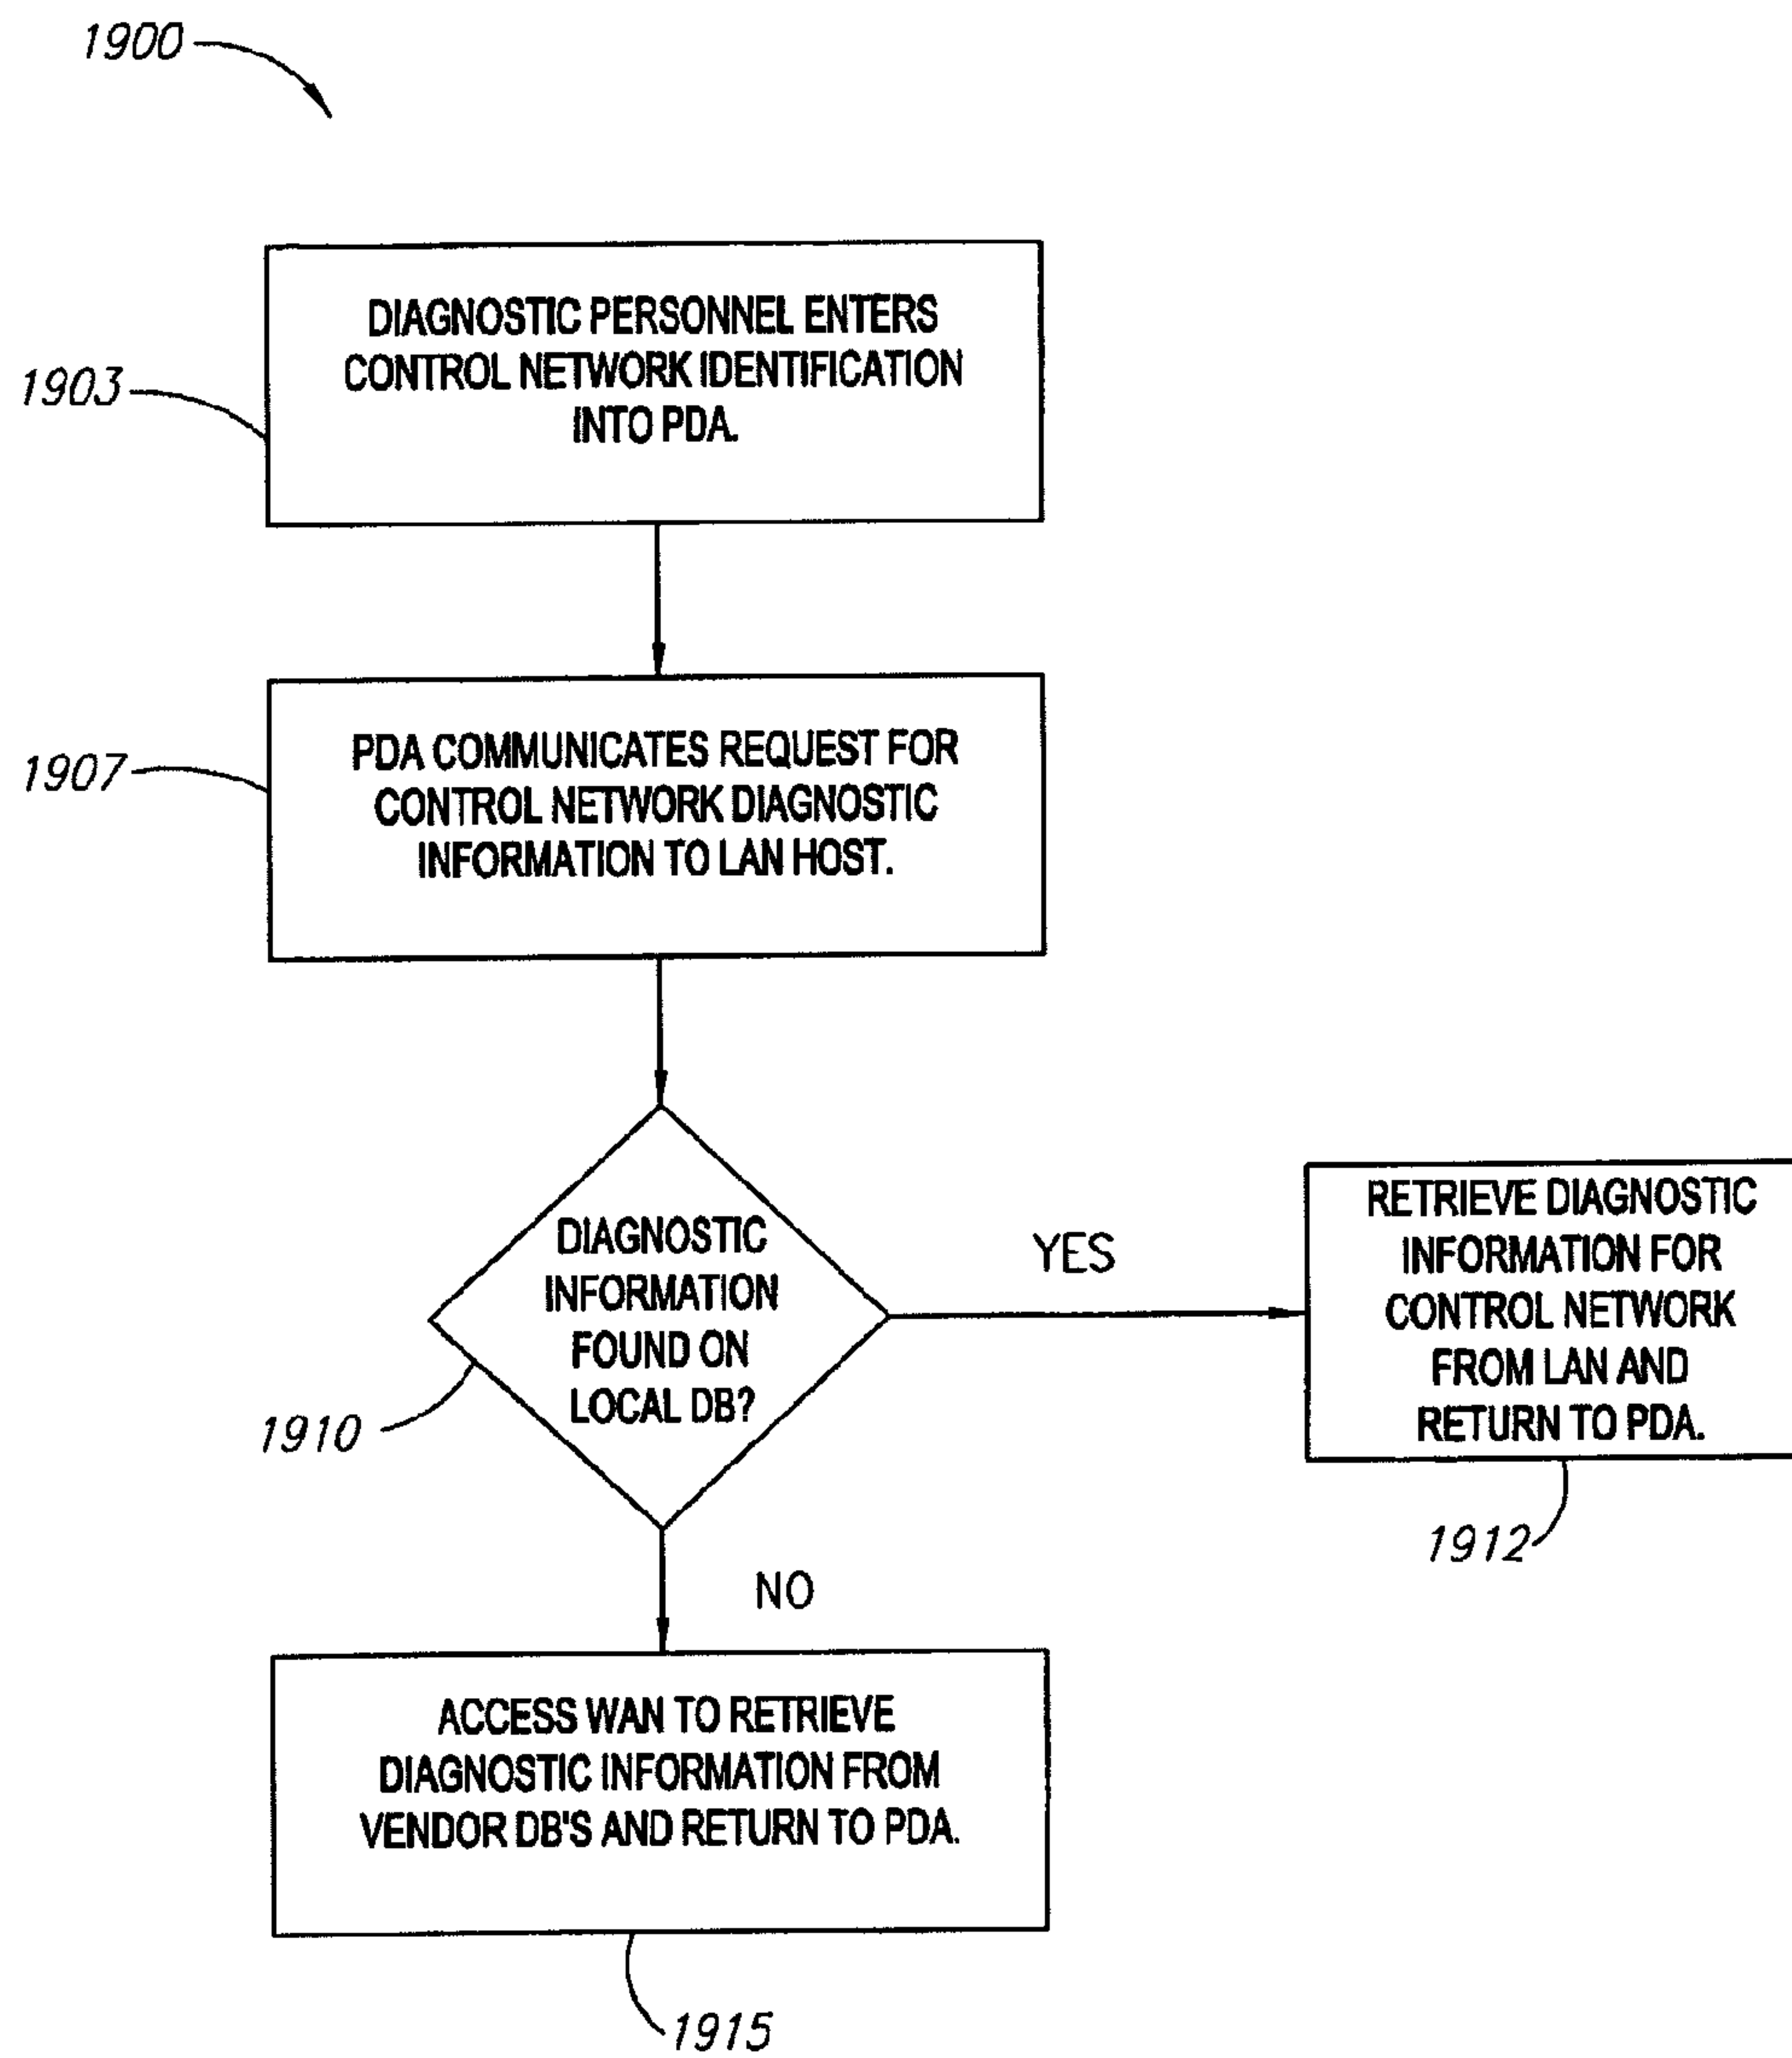 1900
DIAGNOSTIC PERSONNEL ENTERS
CONTROL NETWORK IDENTIFICATION
INTO PDA.
1903
PDA COMMUNICATES REQUEST FOR
CONTROL NETWORK DIAGNOSTIC
INFORMATION TO LAN HOST.
1907
DIAGNOSTIC
INFORMATION
FOUND ON
LOCAL DB?
1910
YES
RETRIEVE DIAGNOSTIC
INFORMATION FOR
CONTROL NETWORK
FROM LAN AND
RETURN TO PDA.
1912
NO
ACCESS WAN TO RETRIEVE
DIAGNOSTIC INFORMATION FROM
VENDOR DB'S AND RETURN TO PDA.
1915